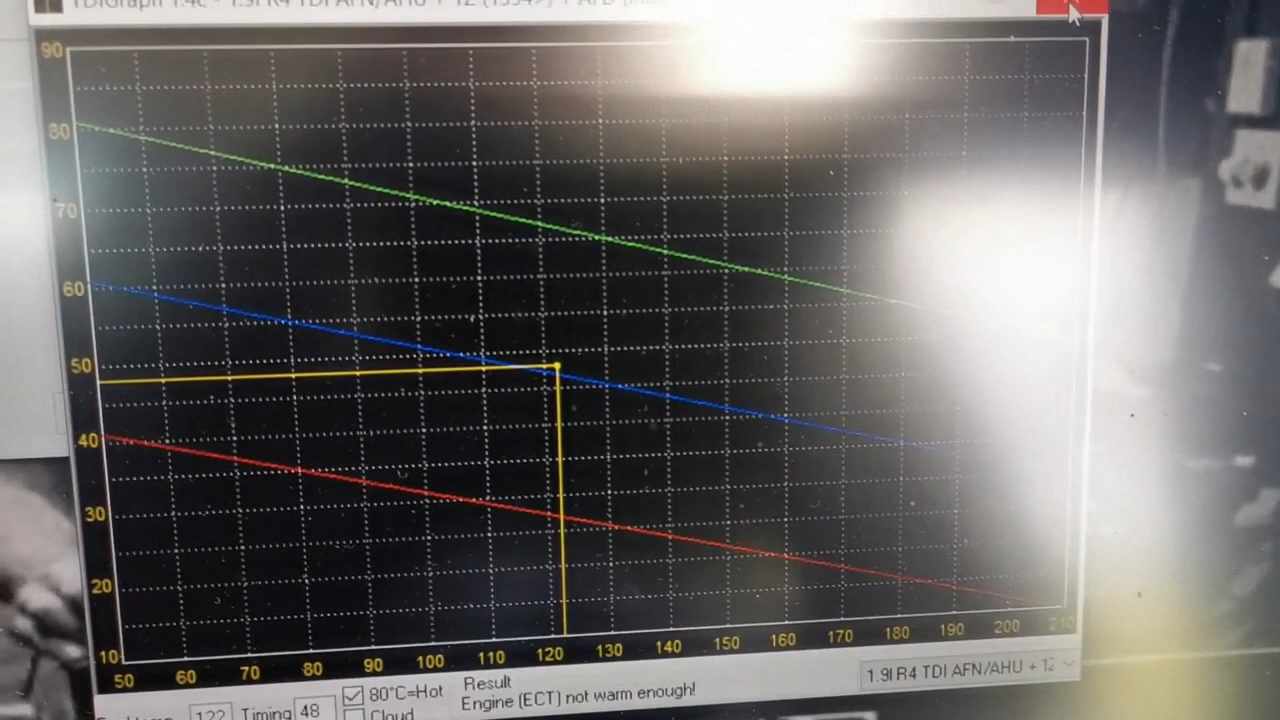 90
80
70
60
50
40
30
20
10
50 60 70 80 90 100 110 120 130 140 150 160 170 180 190 200 210
122 Timing 48
80°C=Hot
Cloud
Result
Engine (ECT) not warm enough!
1.9l R4 TDI AFN/AHU + 12